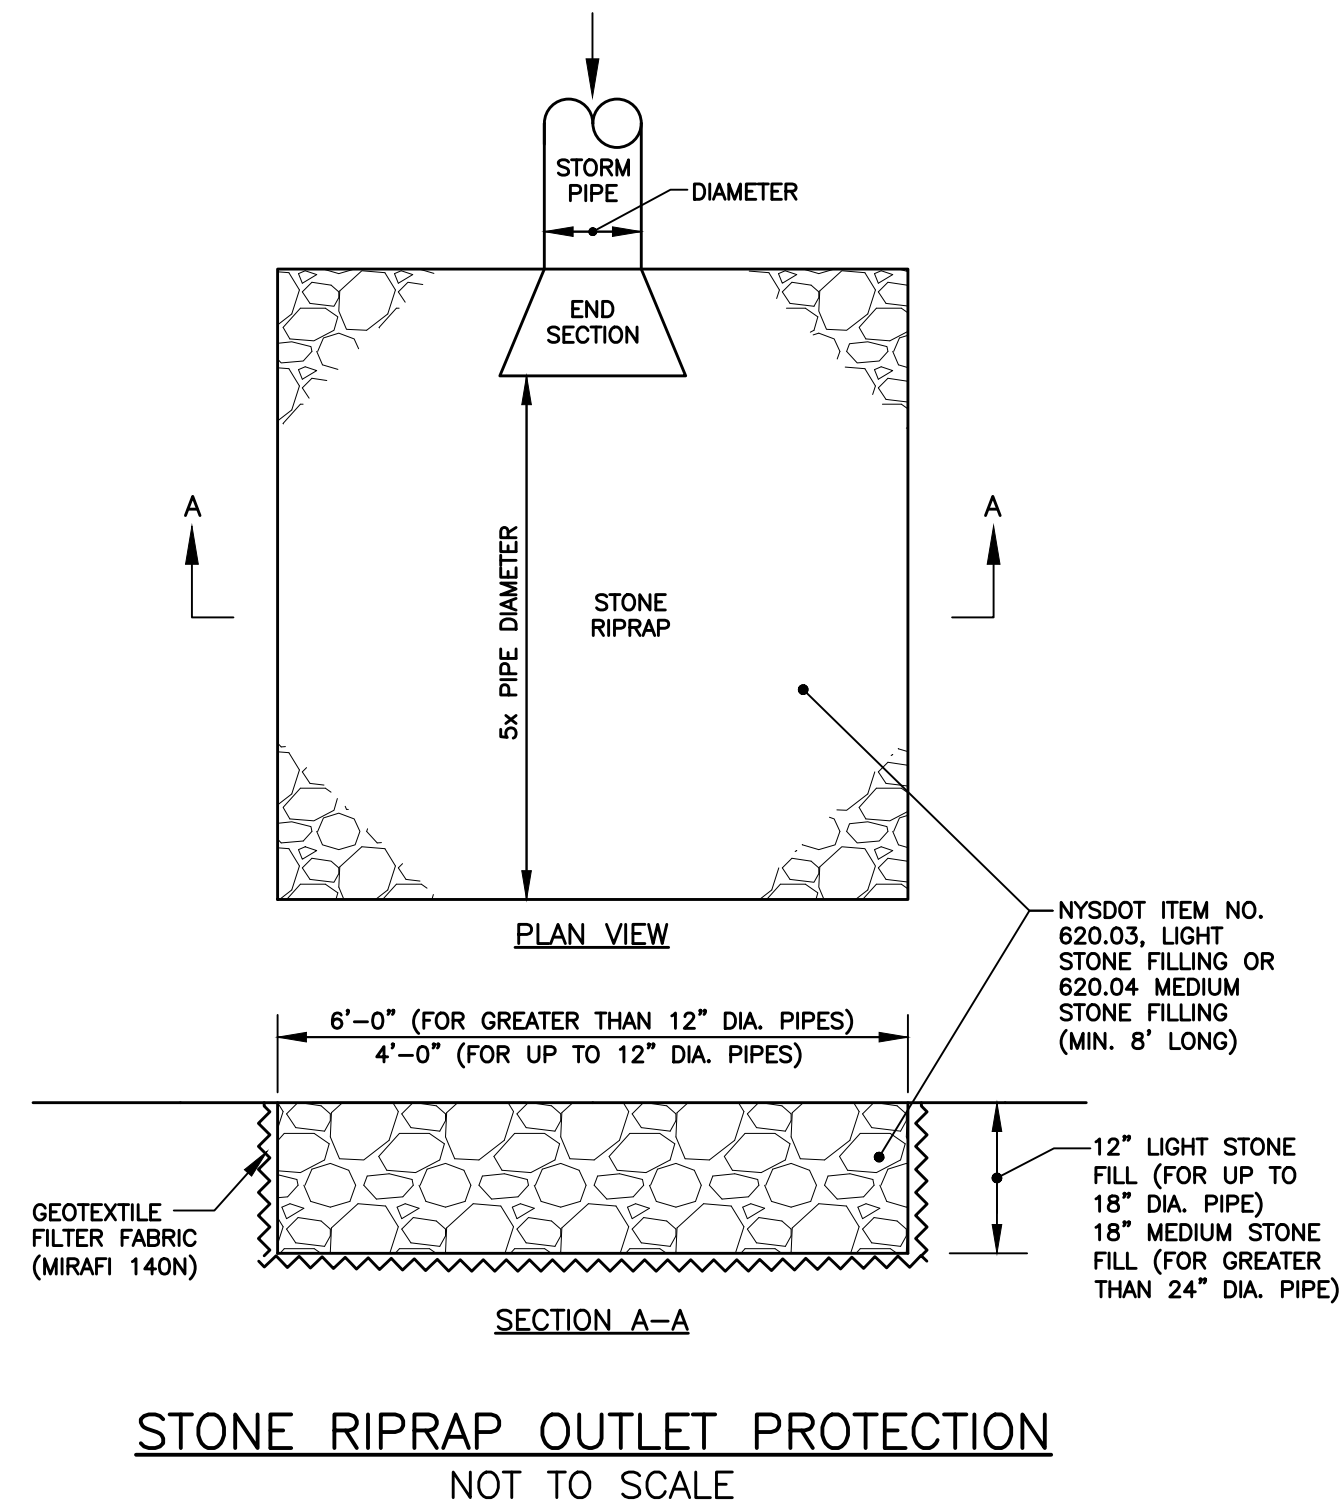 STORM
PIPE
DIAMETER
END
SECTION
A
A
5x PIPE DIAMETER
STONE
RIPRAP
PLAN VIEW
NYSDOT ITEM NO.
620.03, LIGHT
STONE FILLING OR
620.04 MEDIUM
STONE FILLING
(MIN. 8' LONG)
6'-0" (FOR GREATER THAN 12" DIA. PIPES)
4'-0" (FOR UP TO 12" DIA. PIPES)
12" LIGHT STONE
FILL (FOR UP TO
18" DIA. PIPE)
18" MEDIUM STONE
FILL (FOR GREATER
THAN 24" DIA. PIPE)
GEOTEXTILE
FILTER FABRIC
(MIRAFI 140N)
SECTION A-A
STONE RIPRAP OUTLET PROTECTION
NOT TO SCALE